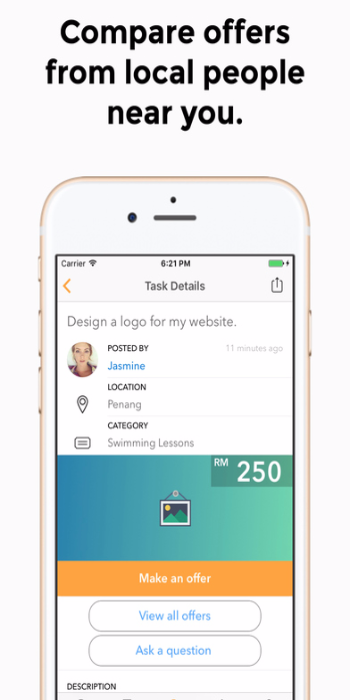 Compare offers
from local people
near you.
Carrier 6:21 PM
Task Details
Design a logo for my website.
POSTED BY 11 minutes ago
Jasmine
LOCATION
Penang
CATEGORY
Swimming Lessons
RM 250
Make an offer
View all offers
Ask a question
DESCRIPTION